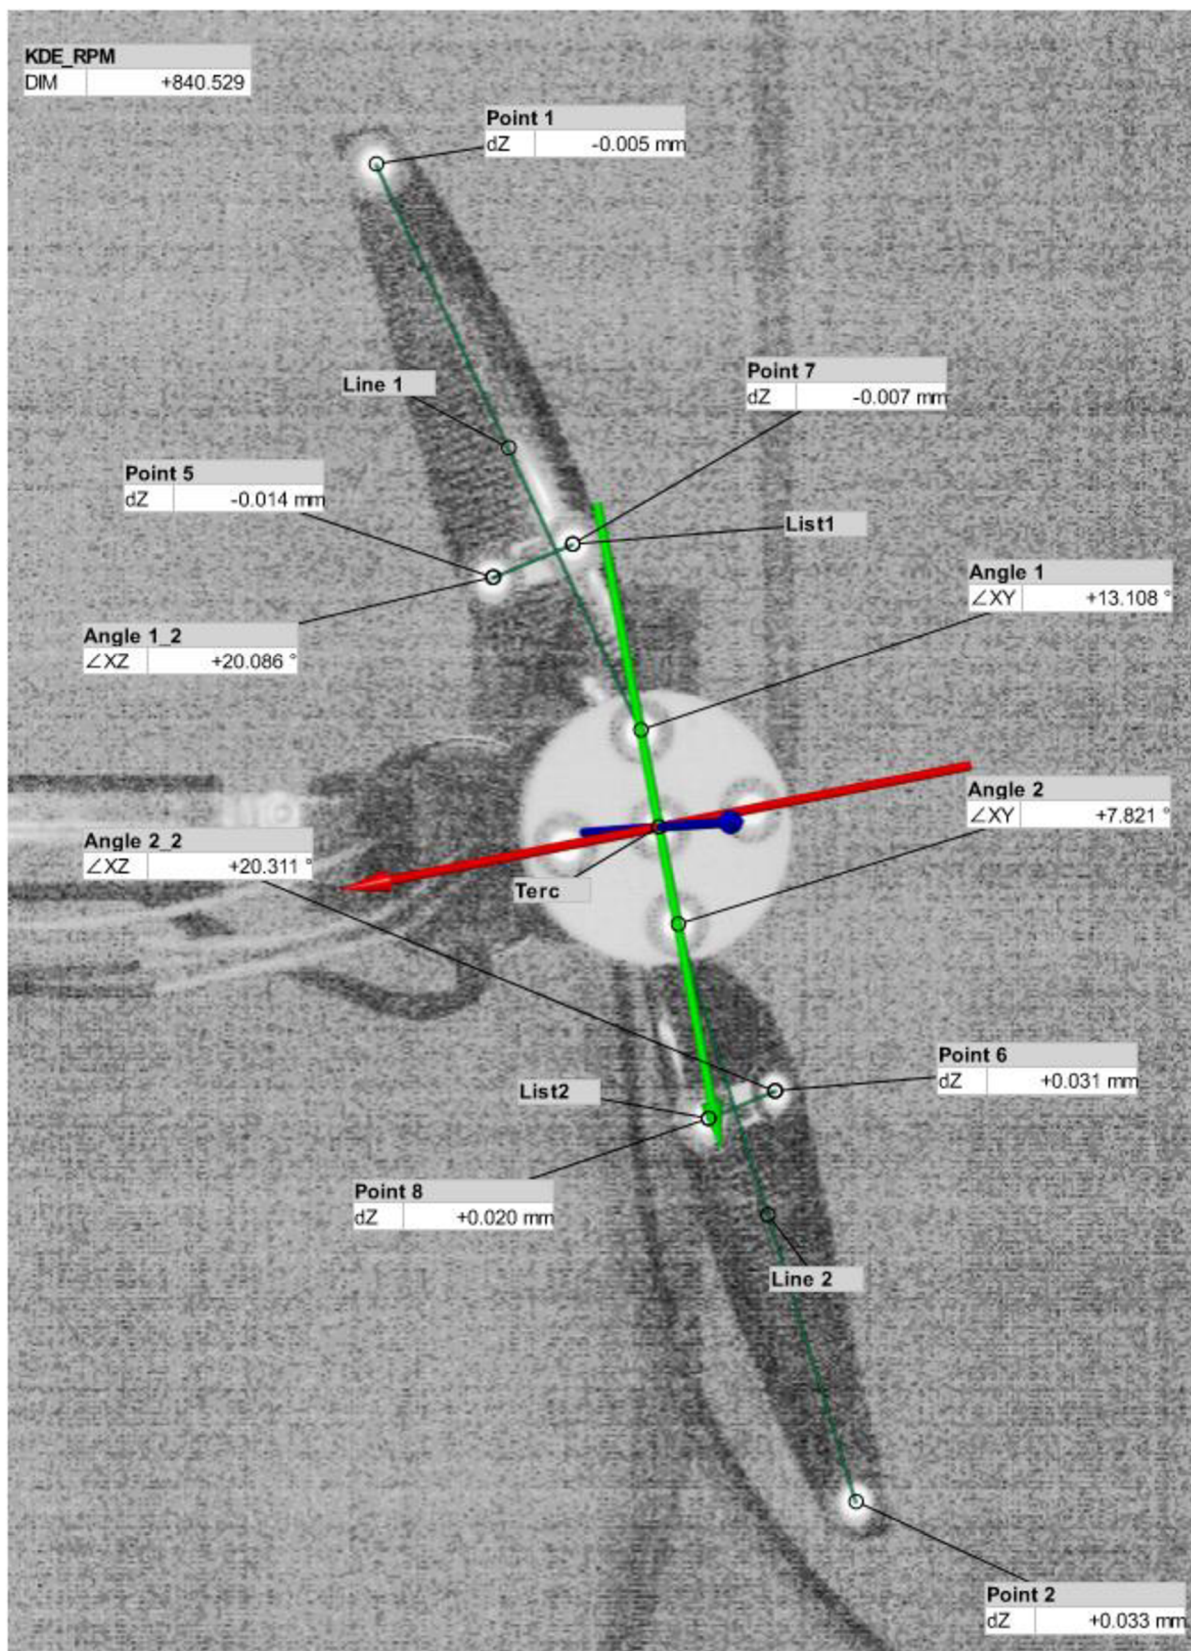 KDE_RPM
DIM +840.529
Point 1
dZ -0.005 mm
Point 7
dZ -0.007 mm
Line 1
Point 5
dZ -0.014 mm
List1
Angle 1
∠XY +13.108 °
Angle 1_2
∠XZ +20.086 °
Angle 2
∠XY +7.821 °
Angle 2_2
∠XZ +20.311 °
Terc
Point 6
dZ +0.031 mm
List2
Point 8
dZ +0.020 mm
Line 2
Point 2
dZ +0.033 mm